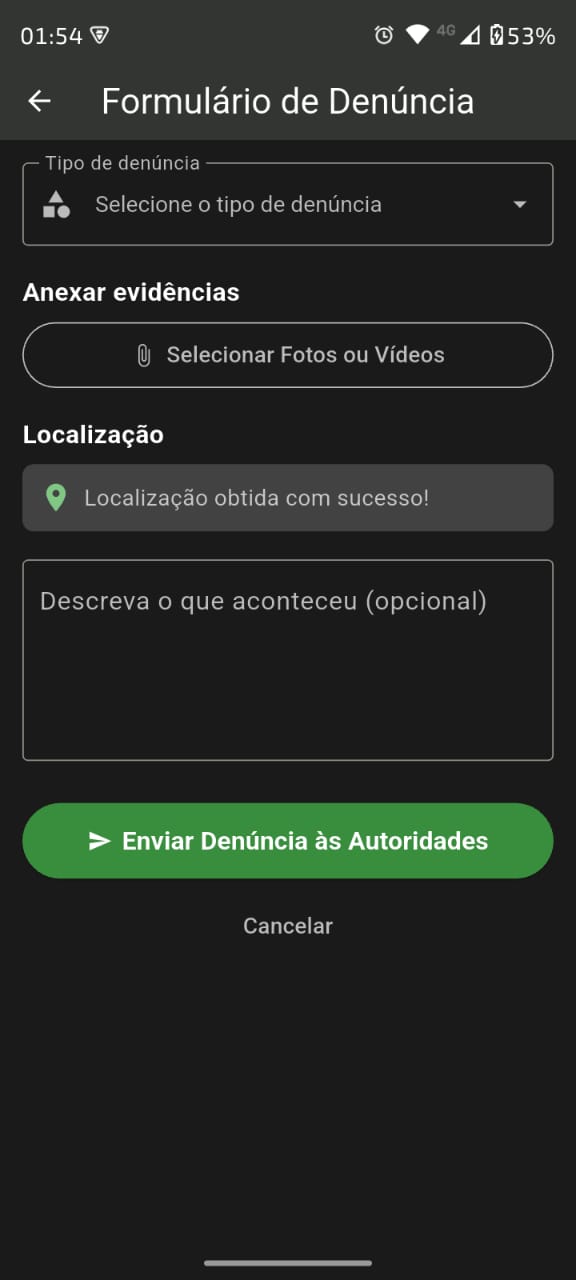 01:54 4G 53%
Formulário de Denúncia
Tipo de denúncia
Selecione o tipo de denúncia
Anexar evidências
Selecionar Fotos ou Vídeos
Localização
Localização obtida com sucesso!
Descreva o que aconteceu (opcional)
Enviar Denúncia às Autoridades
Cancelar